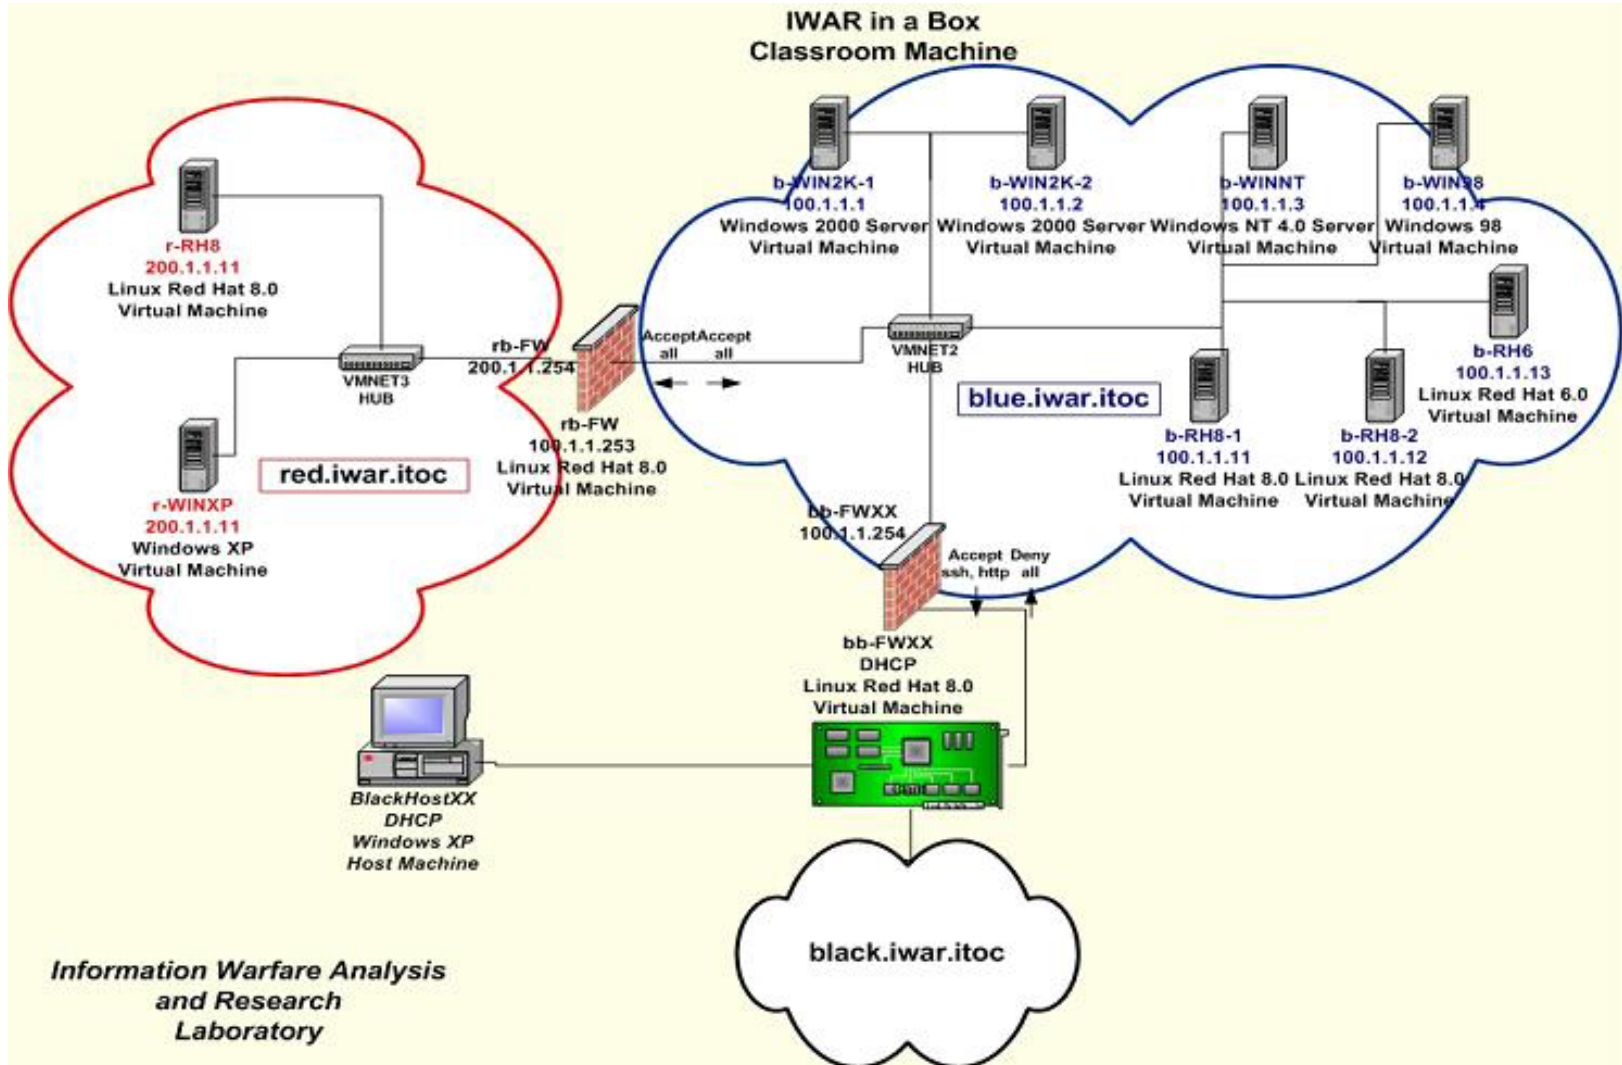 IWAR in a Box
Classroom Machine
r-RH8
200.1.1.11
Linux Red Hat 8.0
Virtual Machine
VMNET3
HUB
r-WINXP
200.1.1.11
Windows XP
Virtual Machine
red.iwar.itoc
rb-FW
200.1.1.254
rb-FW
100.1.1.253
Linux Red Hat 8.0
Virtual Machine
Accept
all
Accept
all
b-WIN2K-1
100.1.1.1
Windows 2000 Server
Virtual Machine
b-WIN2K-2
100.1.1.2
Windows 2000 Server
Virtual Machine
b-WINNT
100.1.1.3
Windows NT 4.0 Server
Virtual Machine
b-WIN98
100.1.1.4
Windows 98
Virtual Machine
VMNET2
HUB
blue.iwar.itoc
b-RH6
100.1.1.13
Linux Red Hat 6.0
Virtual Machine
b-RH8-1
100.1.1.11
Linux Red Hat 8.0
Virtual Machine
b-RH8-2
100.1.1.12
Linux Red Hat 8.0
Virtual Machine
bb-FWXX
100.1.1.254
Accept
ssh, http
Deny
all
bb-FWXX
DHCP
Linux Red Hat 8.0
Virtual Machine
BlackHostXX
DHCP
Windows XP
Host Machine
black.iwar.itoc
Information Warfare Analysis
and Research
Laboratory